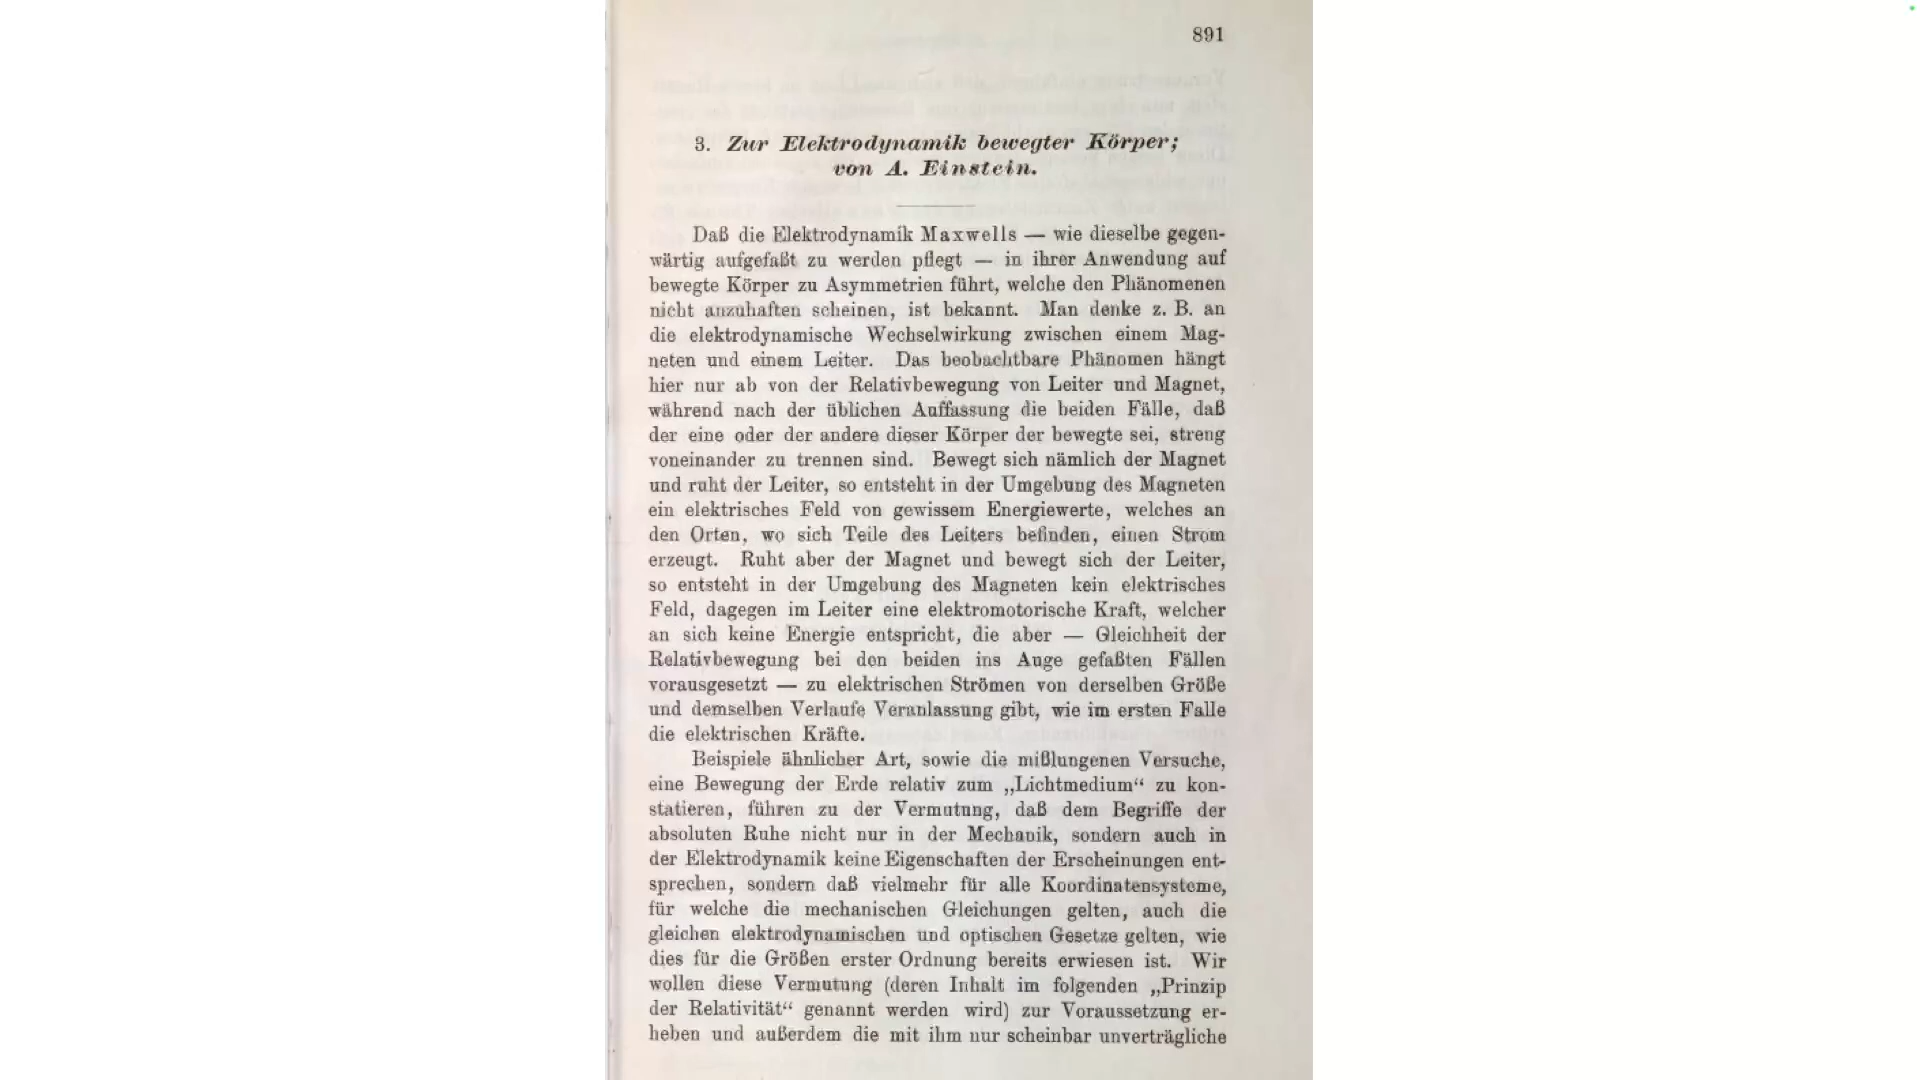 891
3. Zur Elektrodynamik bewegter Körper;
von A. Einstein.
Daß die Elektrodynamik Maxwells — wie dieselbe gegen-
wärtig aufgefaßt zu werden pflegt — in ihrer Anwendung auf
bewegte Körper zu Asymmetrien führt, welche den Phänomenen
nicht anzuhaften scheinen, ist bekannt. Man denke z. B. an
die elektrodynamische Wechselwirkung zwischen einem Mag-
neten und einem Leiter. Das beobachtbare Phänomen hängt
hier nur ab von der Relativbewegung von Leiter und Magnet,
während nach der üblichen Auffassung die beiden Fälle, daß
der eine oder der andere dieser Körper der bewegte sei, streng
voneinander zu trennen sind. Bewegt sich nämlich der Magnet
und ruht der Leiter, so entsteht in der Umgebung des Magneten
ein elektrisches Feld von gewissem Energiewerte, welches an
den Orten, wo sich Teile des Leiters befinden, einen Strom
erzeugt. Ruht aber der Magnet und bewegt sich der Leiter,
so entsteht in der Umgebung des Magneten kein elektrisches
Feld, dagegen im Leiter eine elektromotorische Kraft, welcher
an sich keine Energie entspricht, die aber — Gleichheit der
Relativbewegung bei den beiden ins Auge gefaßten Fällen
vorausgesetzt — zu elektrischen Strömen von derselben Größe
und demselben Verlaufe Veranlassung gibt, wie im ersten Falle
die elektrischen Kräfte.
Beispiele ähnlicher Art, sowie die mißlungenen Versuche,
eine Bewegung der Erde relativ zum „Lichtmedium“ zu kon-
statieren, führen zu der Vermutung, daß dem Begriffe der
absoluten Ruhe nicht nur in der Mechanik, sondern auch in
der Elektrodynamik keine Eigenschaften der Erscheinungen ent-
sprechen, sondern daß vielmehr für alle Koordinatensysteme,
für welche die mechanischen Gleichungen gelten, auch die
gleichen elektrodynamischen und optischen Gesetze gelten, wie
dies für die Größen erster Ordnung bereits erwiesen ist. Wir
wollen diese Vermutung (deren Inhalt im folgenden „Prinzip
der Relativität“ genannt werden wird) zur Voraussetzung er-
heben und außerdem die mit ihm nur scheinbar unverträgliche